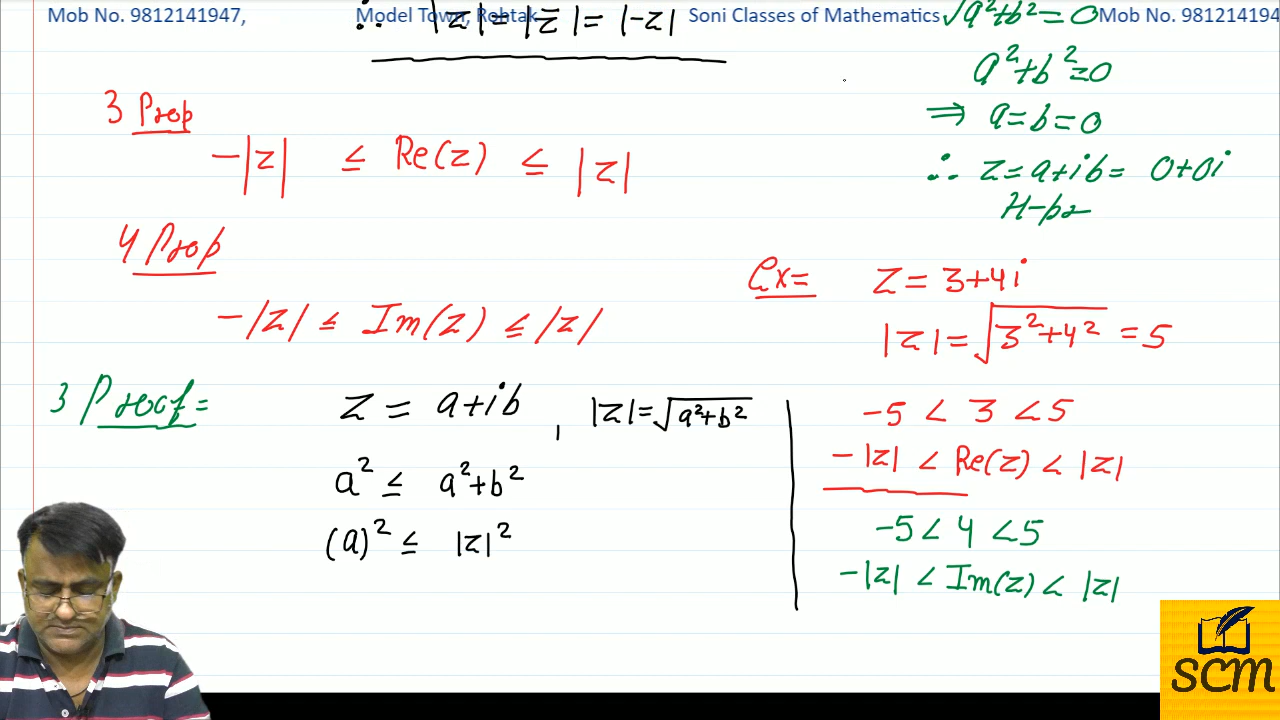 Mob No. 9812141947, Model Town, Rohtak Soni Classes of Mathematics Mob No. 981214194
∴ |z| = |z̄| = |-z|
√a²+b² = 0
a²+b²=0
⇒ a=b=0
∴ z=a+ib= 0+0i
3 Prop
-|z| ≤ Re(z) ≤ |z|
4 Prop
-|z| ≤ Im(z) ≤ |z|
3 Proof =
z = a+ib , |z|=√a²+b²
a² ≤ a²+b²
(a)² ≤ |z|²
Ex= z = 3+4i
|z| = √3²+4² = 5
-5 < 3 < 5
-|z| < Re(z) < |z|
-5 < 4 < 5
-|z| < Im(z) < |z|
SCM